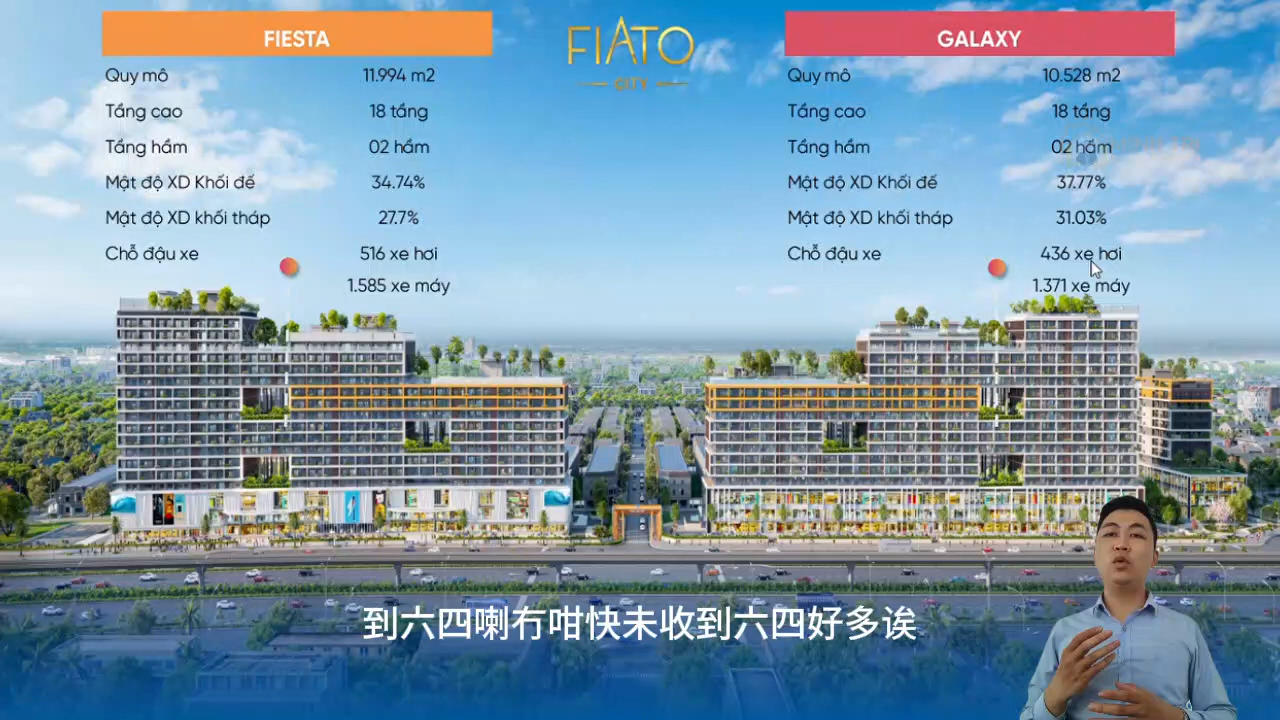 FIESTA
Quy mô 11.994 m2
Tầng cao 18 tầng
Tầng hầm 02 hầm
Mật độ XD Khối đế 34.74%
Mật độ XD khối tháp 27.7%
Chỗ đậu xe 516 xe hơi
1.585 xe máy
FIATO
CITY
GALAXY
Quy mô 10.528 m2
Tầng cao 18 tầng
Tầng hầm 02 hầm
Mật độ XD Khối đế 37.77%
Mật độ XD khối tháp 31.03%
Chỗ đậu xe 436 xe hơi
1.371 xe máy
到六四喇冇咁快未收到六四好多诶